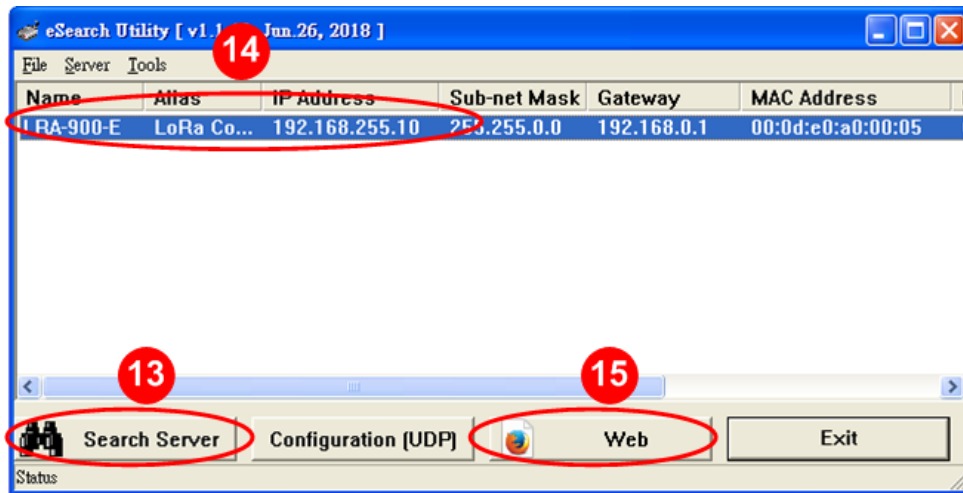 eSearch Utility [ v1.1 Jun.26, 2018 ]
14
File Server Tools
Name Alias IP Address Sub-net Mask Gateway MAC Address
LRA-900-E LoRa Co... 192.168.255.10 255.255.0.0 192.168.0.1 00:0d:e0:a0:00:05
13 15
Search Server Configuration (UDP) Web Exit
Status